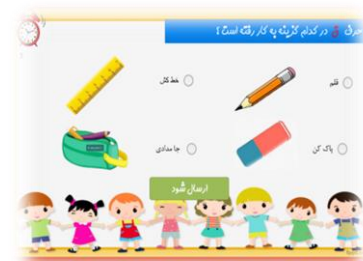 حرف ق در کدام گزینه به کار رفته است ؟
قلم
خط کش
پاک کن
جا مدادی
ارسال شود